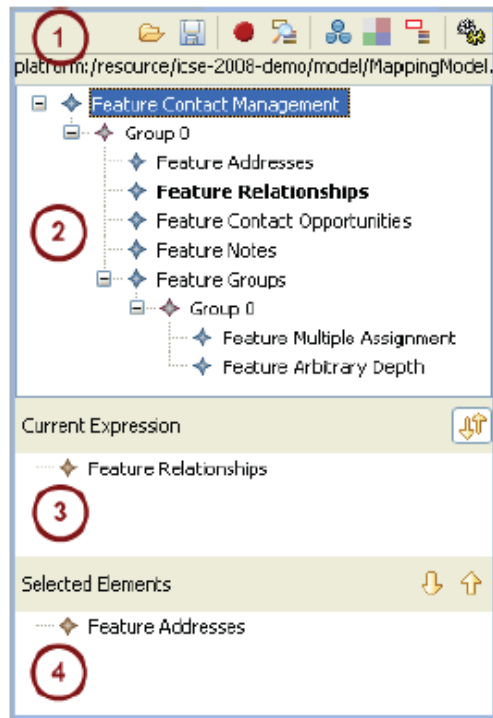 1
platform:/resource/icse-2008-demo/model/MappingModel.
Feature Contact Management
Group 0
Feature Addresses
Feature Relationships
2
Feature Contact Opportunities
Feature Notes
Feature Groups
Group 0
Feature Multiple Assignment
Feature Arbitrary Depth
Current Expression
Feature Relationships
3
Selected Elements
Feature Addresses
4